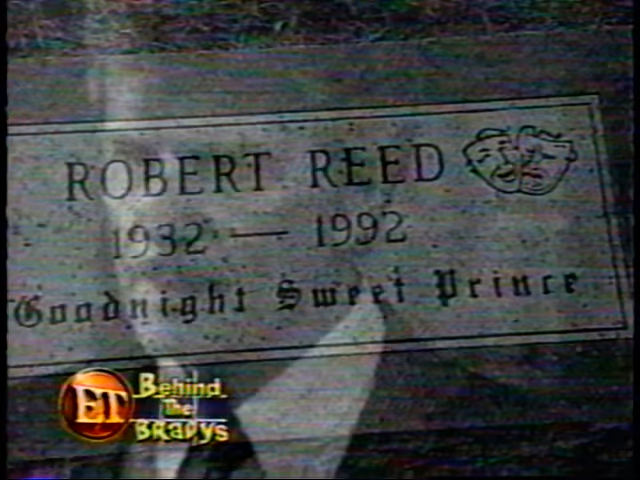 ROBERT REED
1932 — 1992
Goodnight Sweet Prince
ET
Behind
The
BRADYS